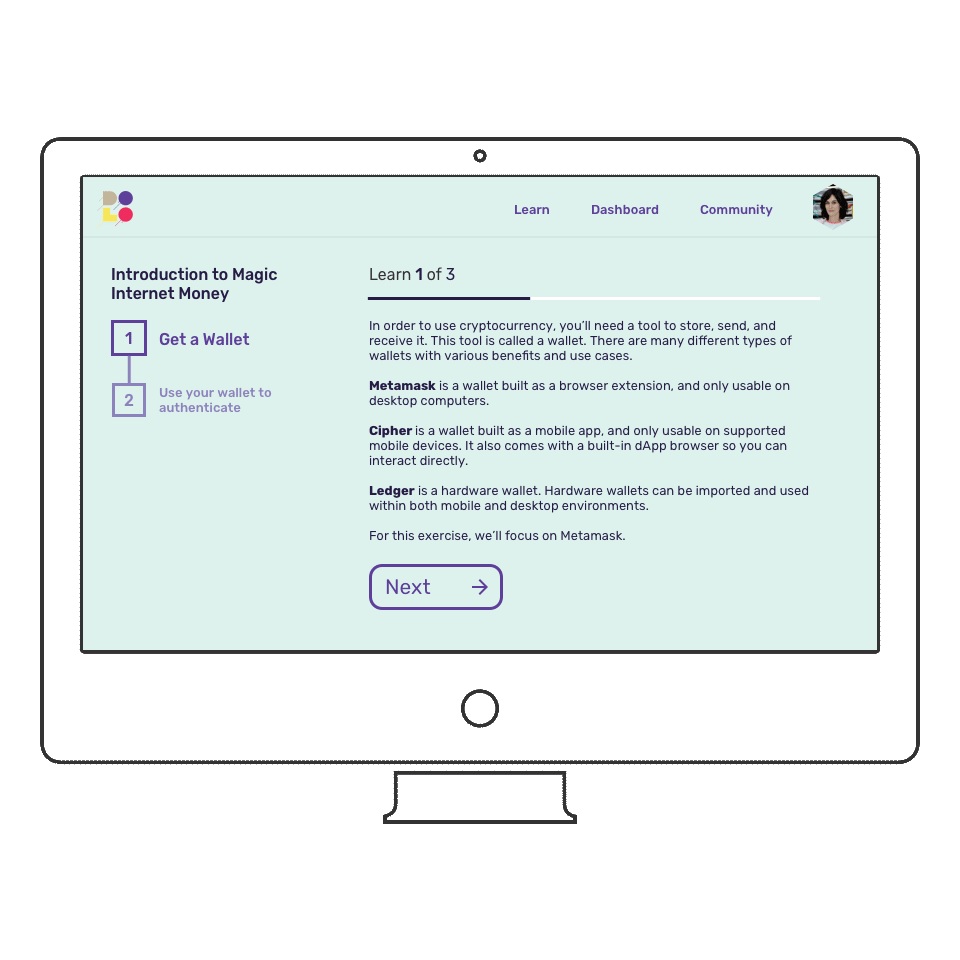 Learn Dashboard Community
Introduction to Magic
Internet Money
1 Get a Wallet
2 Use your wallet to
authenticate
Learn 1 of 3
In order to use cryptocurrency, you’ll need a tool to store, send, and
receive it. This tool is called a wallet. There are many different types of
wallets with various benefits and use cases.
Metamask is a wallet built as a browser extension, and only usable on
desktop computers.
Cipher is a wallet built as a mobile app, and only usable on supported
mobile devices. It also comes with a built-in dApp browser so you can
interact directly.
Ledger is a hardware wallet. Hardware wallets can be imported and used
within both mobile and desktop environments.
For this exercise, we’ll focus on Metamask.
Next